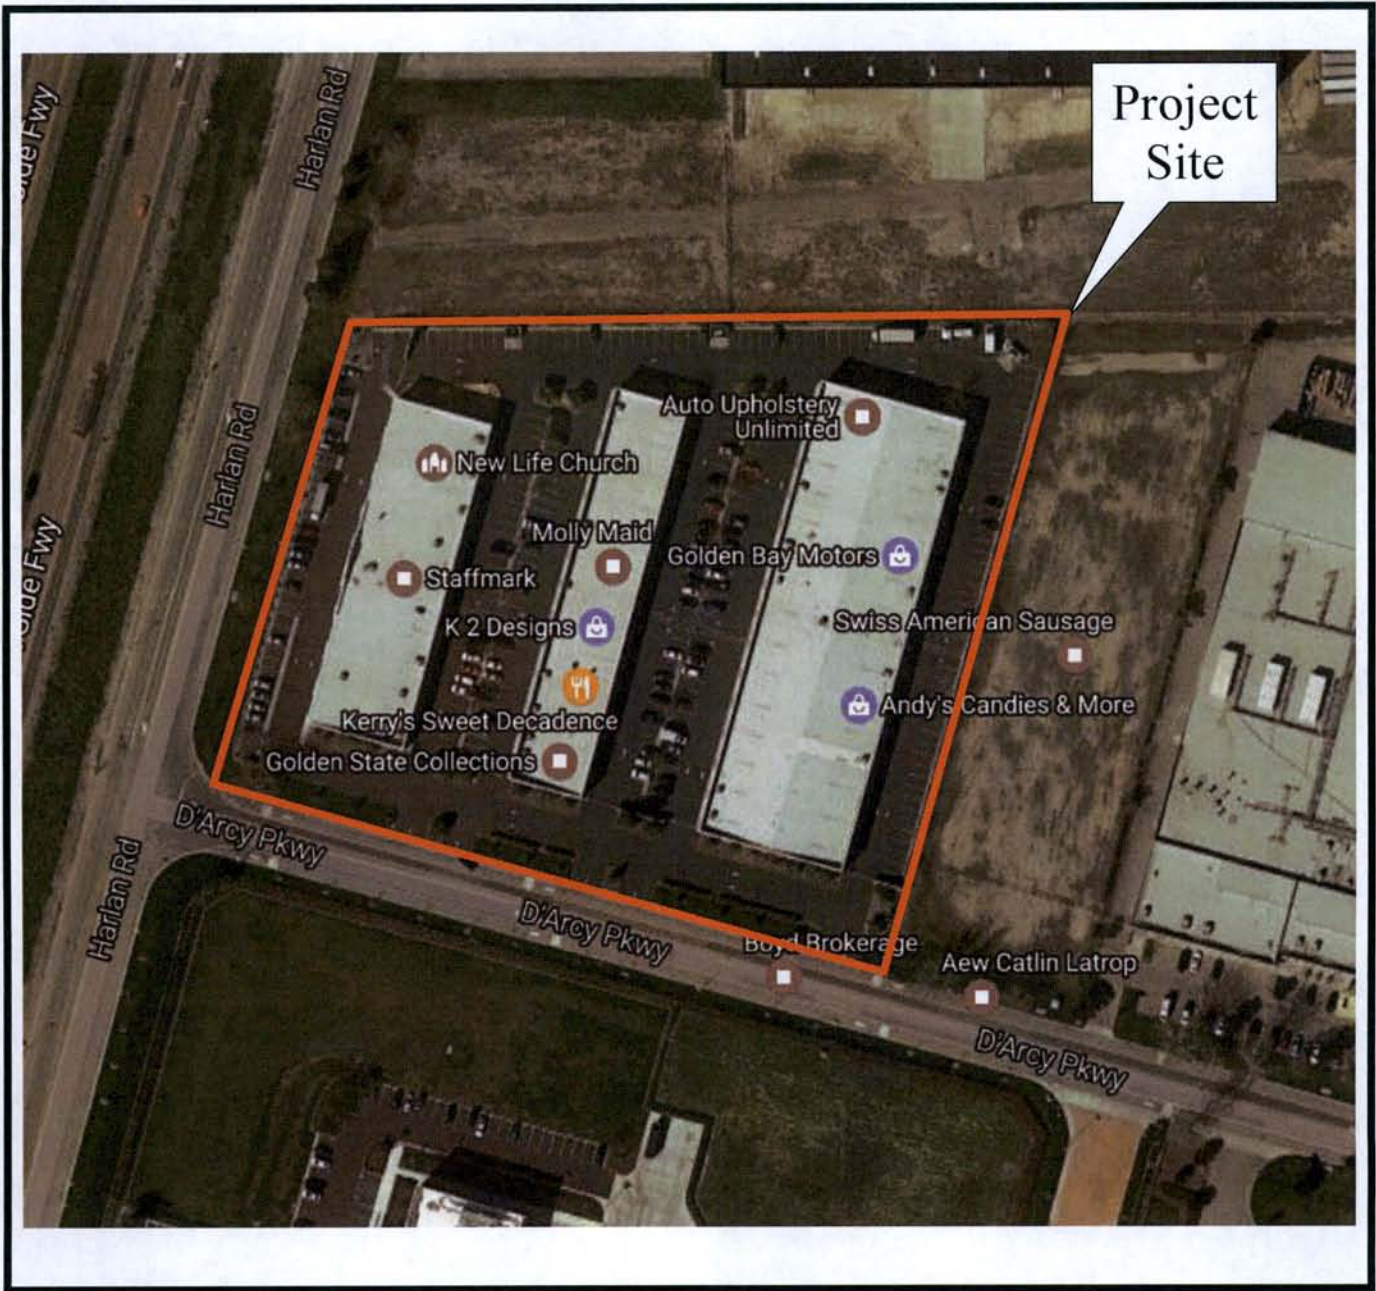 Project
Site
Harlan Rd
Auto Upholstery
Unlimited
New Life Church
Harlan Rd
Molly Maid
Golden Bay Motors
Staffmark
K 2 Designs
Swiss American Sausage
Andy's Candies & More
Kerry's Sweet Decadence
Golden State Collections
D'Arcy Pkwy
Harlan Rd
D'Arcy Pkwy
Boyd Brokerage
Aew Catlin Latrop
D'Arcy Pkwy